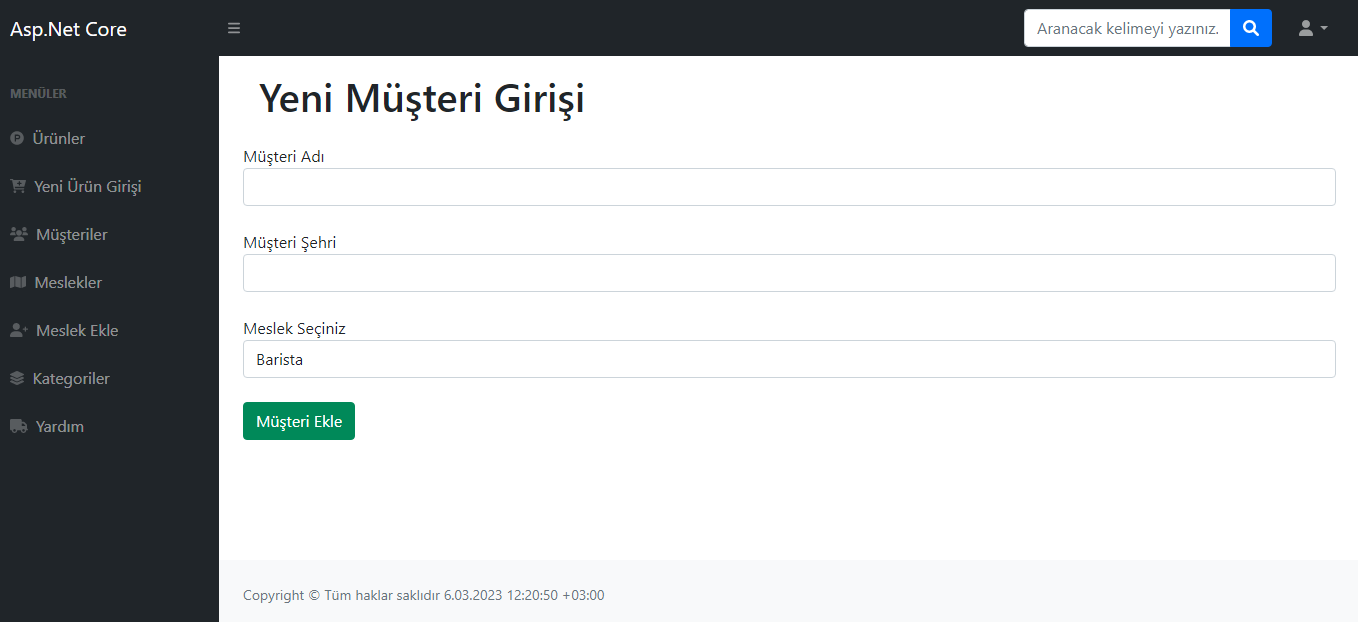 Asp.Net Core
Aranacak kelimeyi yazınız.
MENÜLER
Ürünler
Yeni Ürün Girişi
Müşteriler
Meslekler
Meslek Ekle
Kategoriler
Yardım
Yeni Müşteri Girişi
Müşteri Adı
Müşteri Şehri
Meslek Seçiniz
Barista
Müşteri Ekle
Copyright © Tüm haklar saklıdır 6.03.2023 12:20:50 +03:00